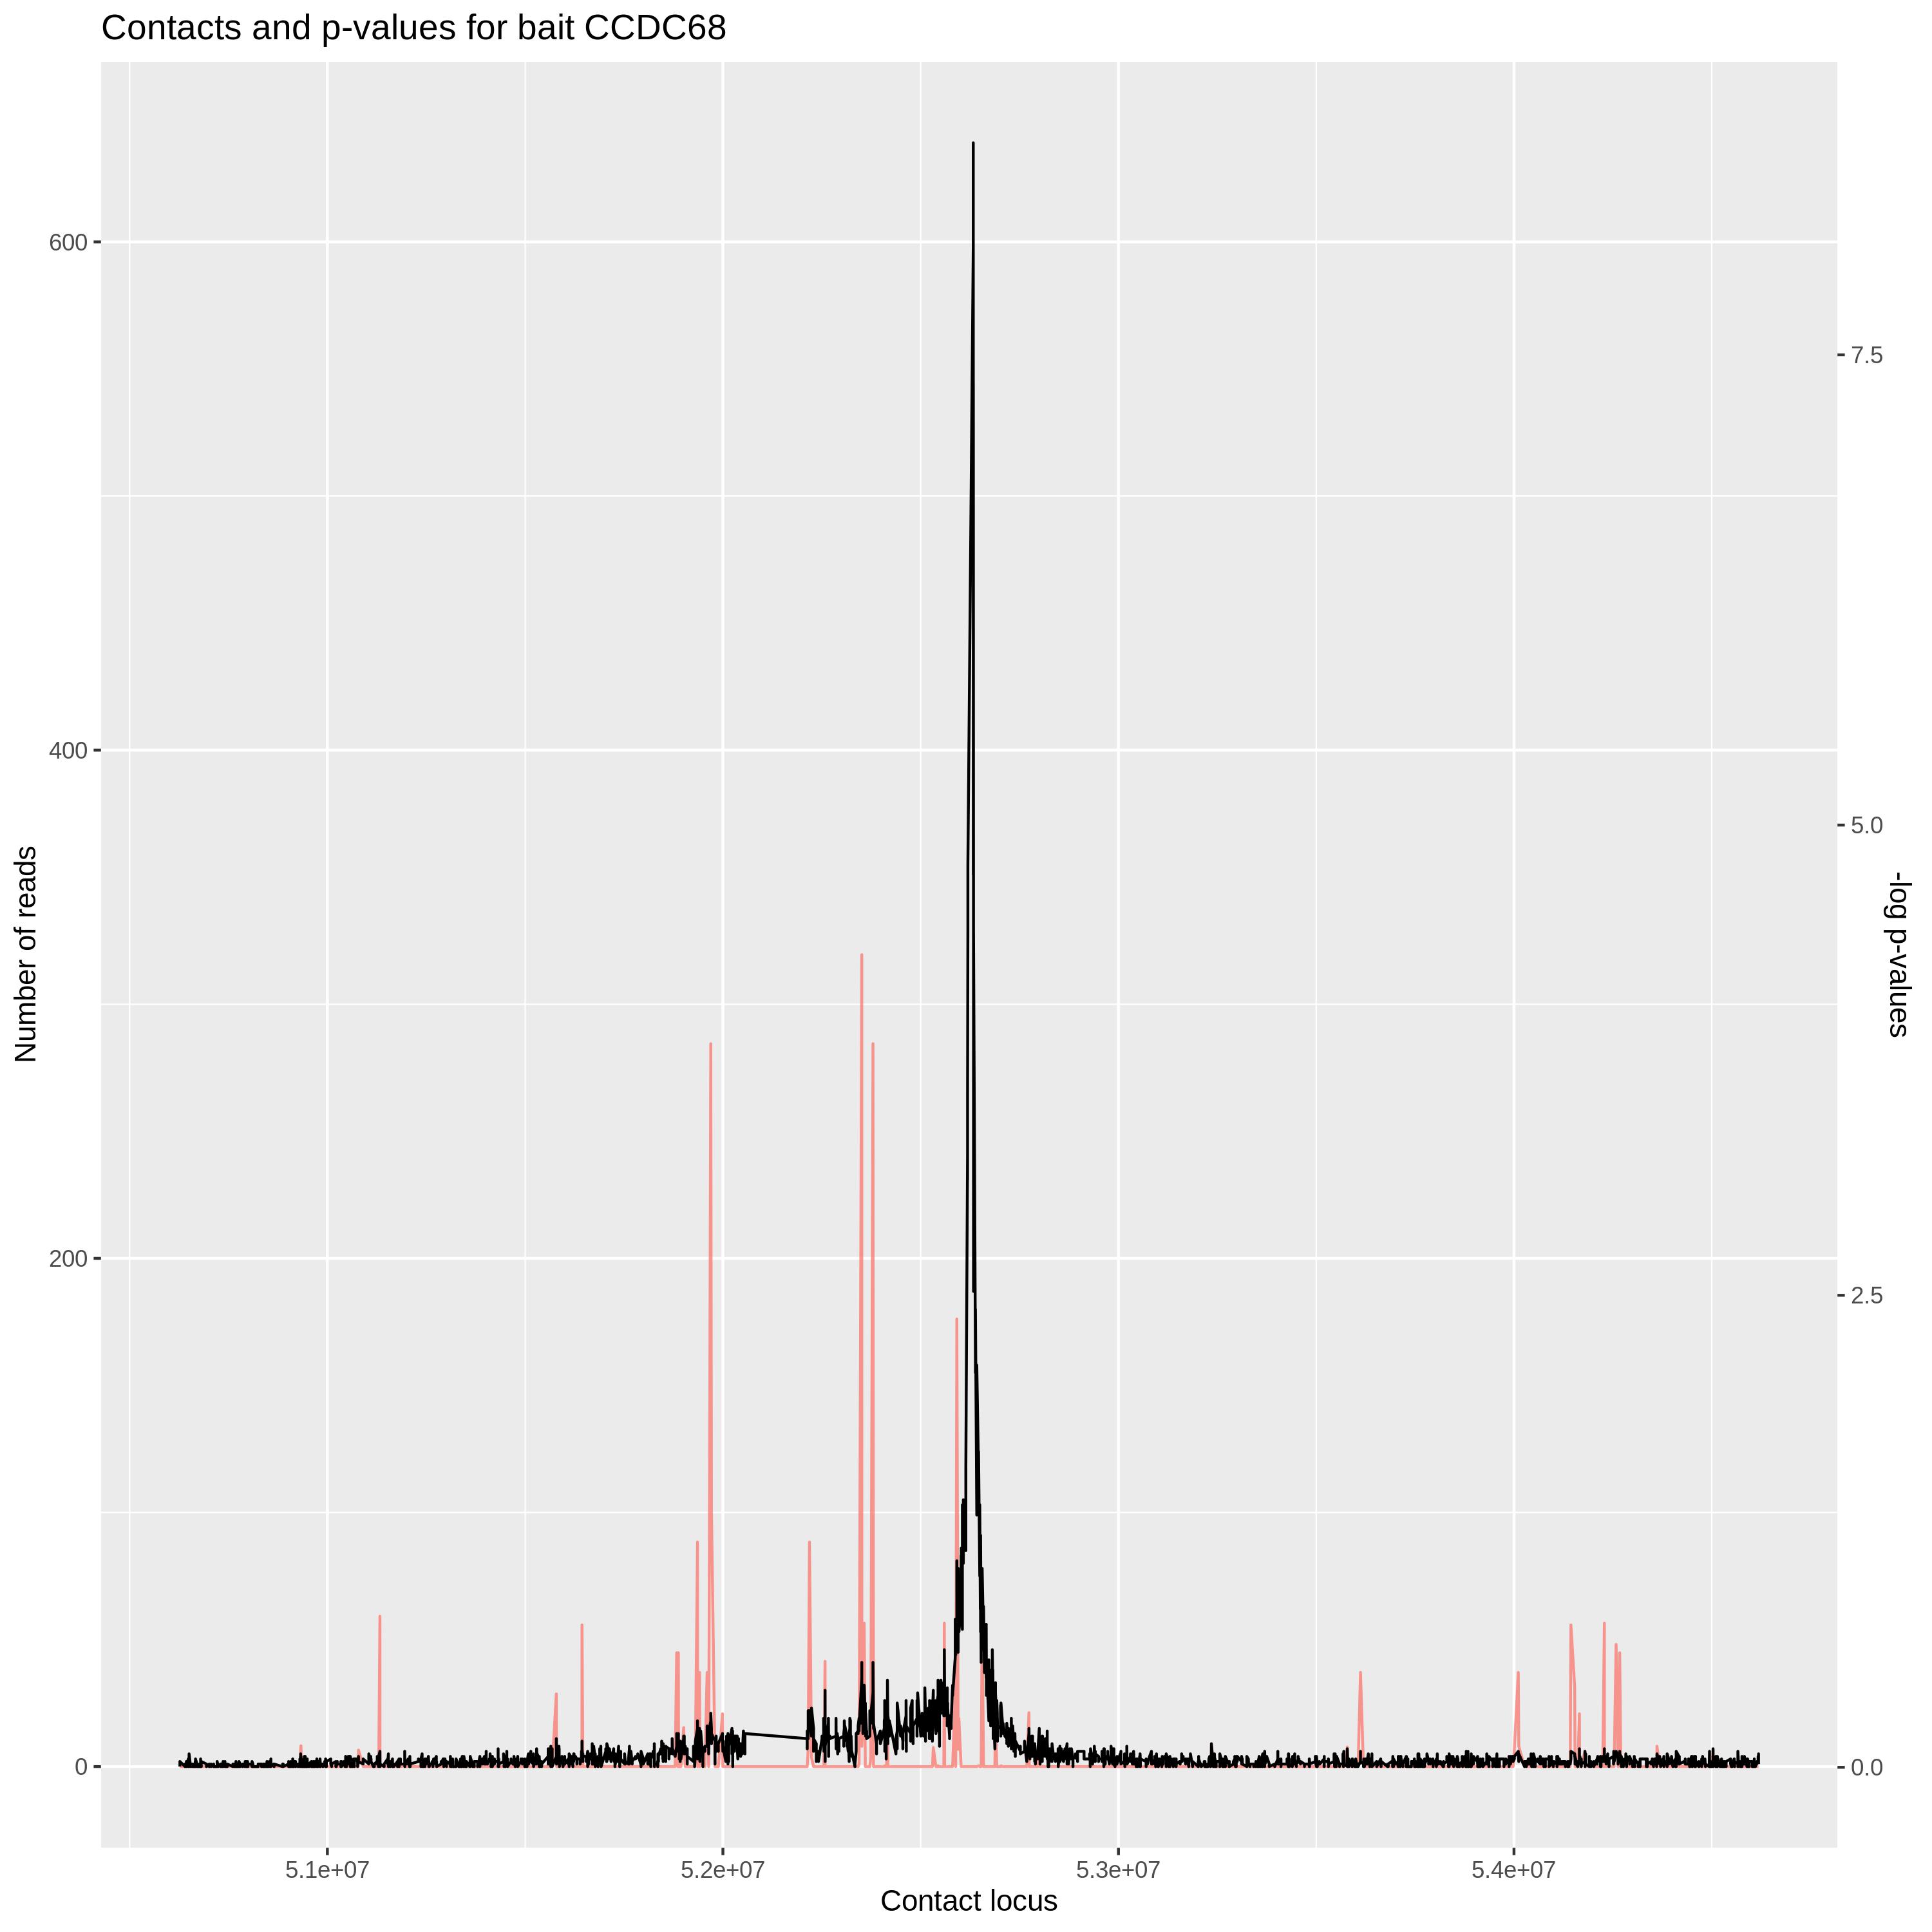 Contacts and p-values for bait CCDC68
600
400
200
0
Number of reads
7.5
5.0
2.5
0.0
-log p-values
5.1e+07
5.2e+07
5.3e+07
5.4e+07
Contact locus